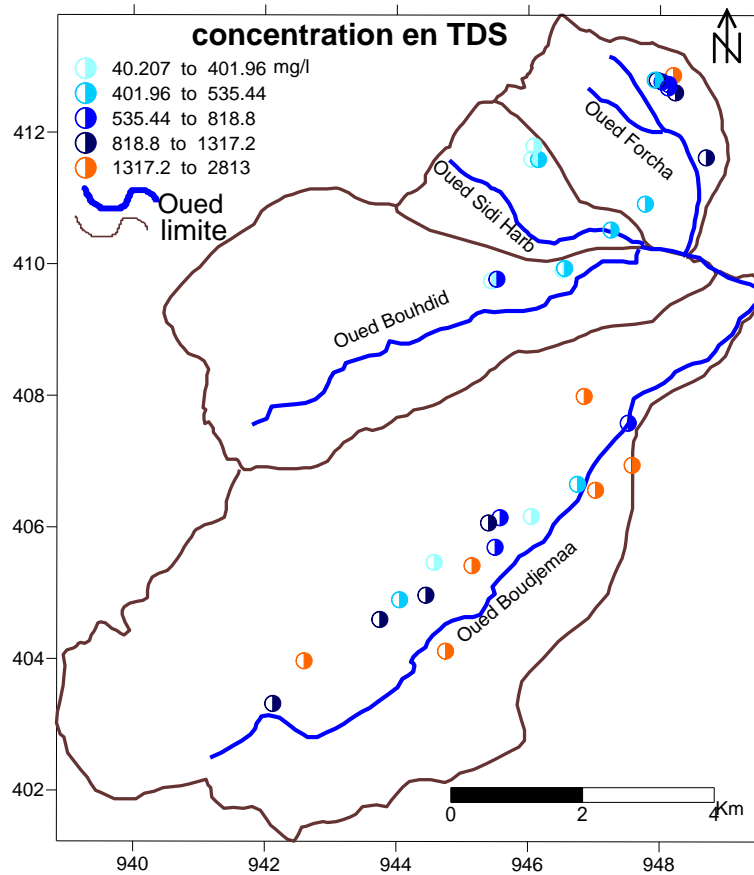 concentration en TDS
40.207 to 401.96 mg/l
401.96 to 535.44
535.44 to 818.8
818.8 to 1317.2
1317.2 to 2813
Oued
limite
N
Oued Forcha
Oued Sidi Harb
Oued Bouhdid
Oued Boudjemaa
412
410
408
406
404
402
0 2 4 Km
940 942 944 946 948